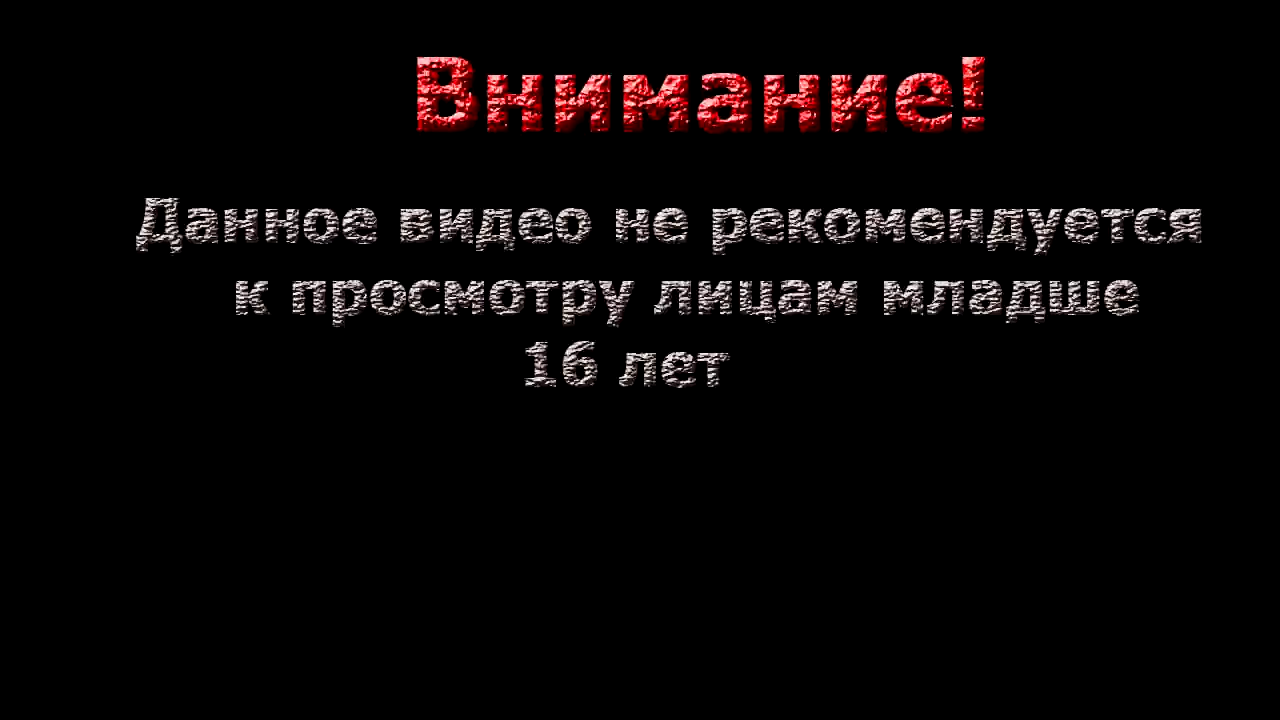 Внимание!
Данное видео не рекомендуется
к просмотру лицам младше
16 лет